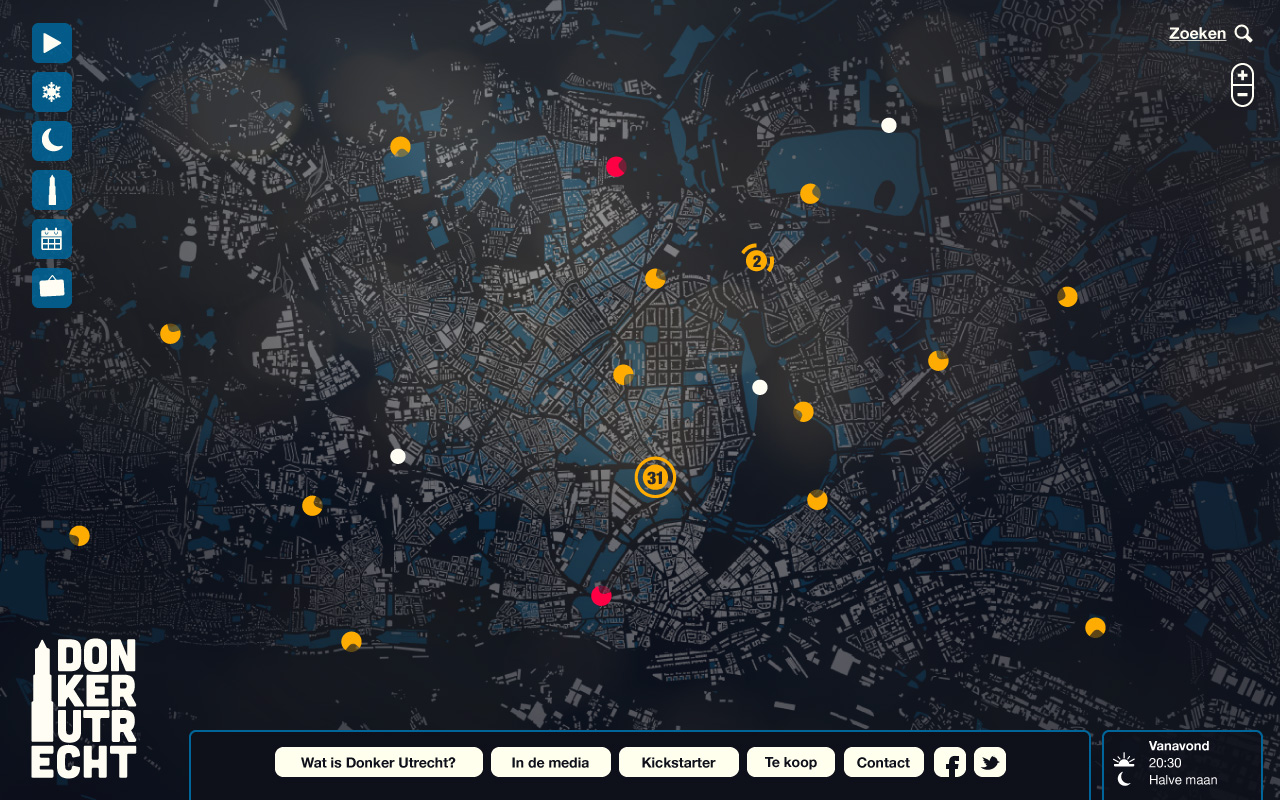 Zoeken
2
31
DON
KER
UTR
ECHT
Wat is Donker Utrecht?
In de media
Kickstarter
Te koop
Contact
Vanavond
20:30
Halve maan